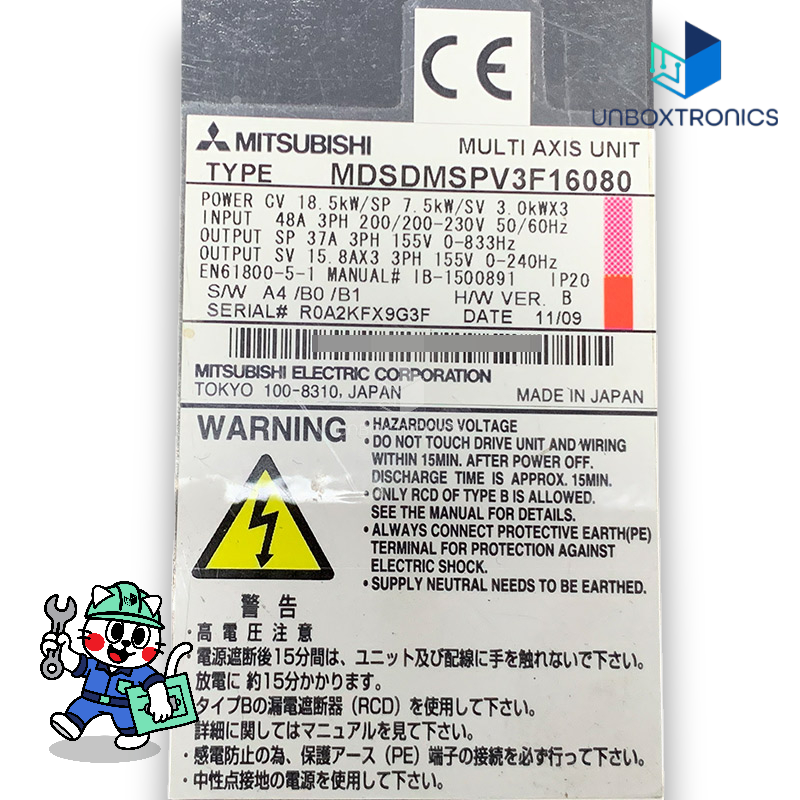 CE
UNBOXTRONICS
MITSUBISHI MULTI AXIS UNIT
TYPE MDSDMSPV3F16080
POWER CV 18.5kW/SP 7.5kW/SV 3.0kWX3
INPUT 48A 3PH 200/200-230V 50/60Hz
OUTPUT SP 37A 3PH 155V 0-833Hz
OUTPUT SV 15.8AX3 3PH 155V 0-240Hz
EN61800-5-1 MANUAL# IB-1500891 IP20
S/W A4 /B0 /B1 H/W VER. B
SERIAL# R0A2KFX9G3F DATE 11/09
MITSUBISHI ELECTRIC CORPORATION
TOKYO 100-8310, JAPAN MADE IN JAPAN
WARNING
・HAZARDOUS VOLTAGE
・DO NOT TOUCH DRIVE UNIT AND WIRING
WITHIN 15MIN. AFTER POWER OFF.
DISCHARGE TIME IS APPROX. 15MIN.
・ONLY RCD OF TYPE B IS ALLOWED.
SEE THE MANUAL FOR DETAILS.
・ALWAYS CONNECT PROTECTIVE EARTH(PE)
TERMINAL FOR PROTECTION AGAINST
ELECTRIC SHOCK.
・SUPPLY NEUTRAL NEEDS TO BE EARTHED.
警告
・高電圧注意
・電源遮断後15分間は、ユニット及び配線に手を触れないで下さい。
放電に約15分かかります。
・タイプBの漏電遮断器（RCD）を使用して下さい。
詳細に関してはマニュアルを見て下さい。
・感電防止の為、保護アース（PE）端子の接続を必ず行って下さい。
・中性点接地の電源を使用して下さい。